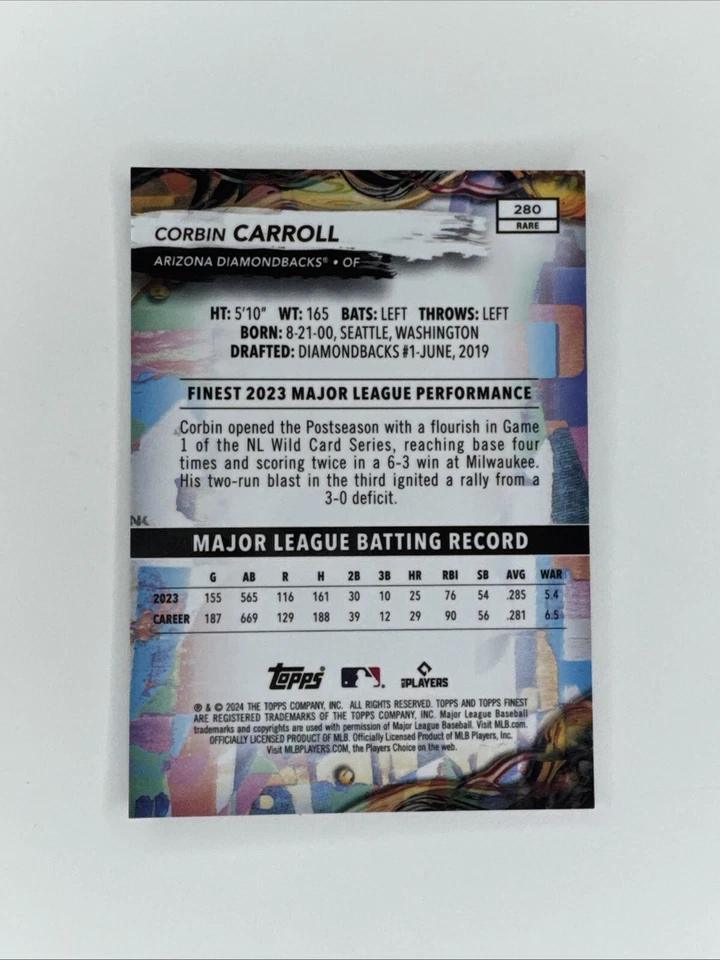 280
RARE
CORBIN CARROLL
ARIZONA DIAMONDBACKS® • OF
HT: 5'10" WT: 165 BATS: LEFT THROWS: LEFT
BORN: 8-21-00, SEATTLE, WASHINGTON
DRAFTED: DIAMONDBACKS #1-JUNE, 2019
FINEST 2023 MAJOR LEAGUE PERFORMANCE
Corbin opened the Postseason with a flourish in Game
1 of the NL Wild Card Series, reaching base four
times and scoring twice in a 6-3 win at Milwaukee.
His two-run blast in the third ignited a rally from a
3-0 deficit.
NK
MAJOR LEAGUE BATTING RECORD
G AB R H 2B 3B HR RBI SB AVG WAR
2023 155 565 116 161 30 10 25 76 54 .285 5.4
CAREER 187 669 129 188 39 12 29 90 56 .281 6.5
Topps PLAYERS
® & © 2024 THE TOPPS COMPANY, INC. ALL RIGHTS RESERVED. TOPPS AND TOPPS FINEST
ARE REGISTERED TRADEMARKS OF THE TOPPS COMPANY, INC. Major League Baseball
trademarks and copyrights are used with permission of Major League Baseball. Visit MLB.com.
OFFICIALLY LICENSED PRODUCT OF MLB. Officially Licensed Product of MLB Players, Inc.
Visit MLBPLAYERS.COM, the Players Choice on the web.